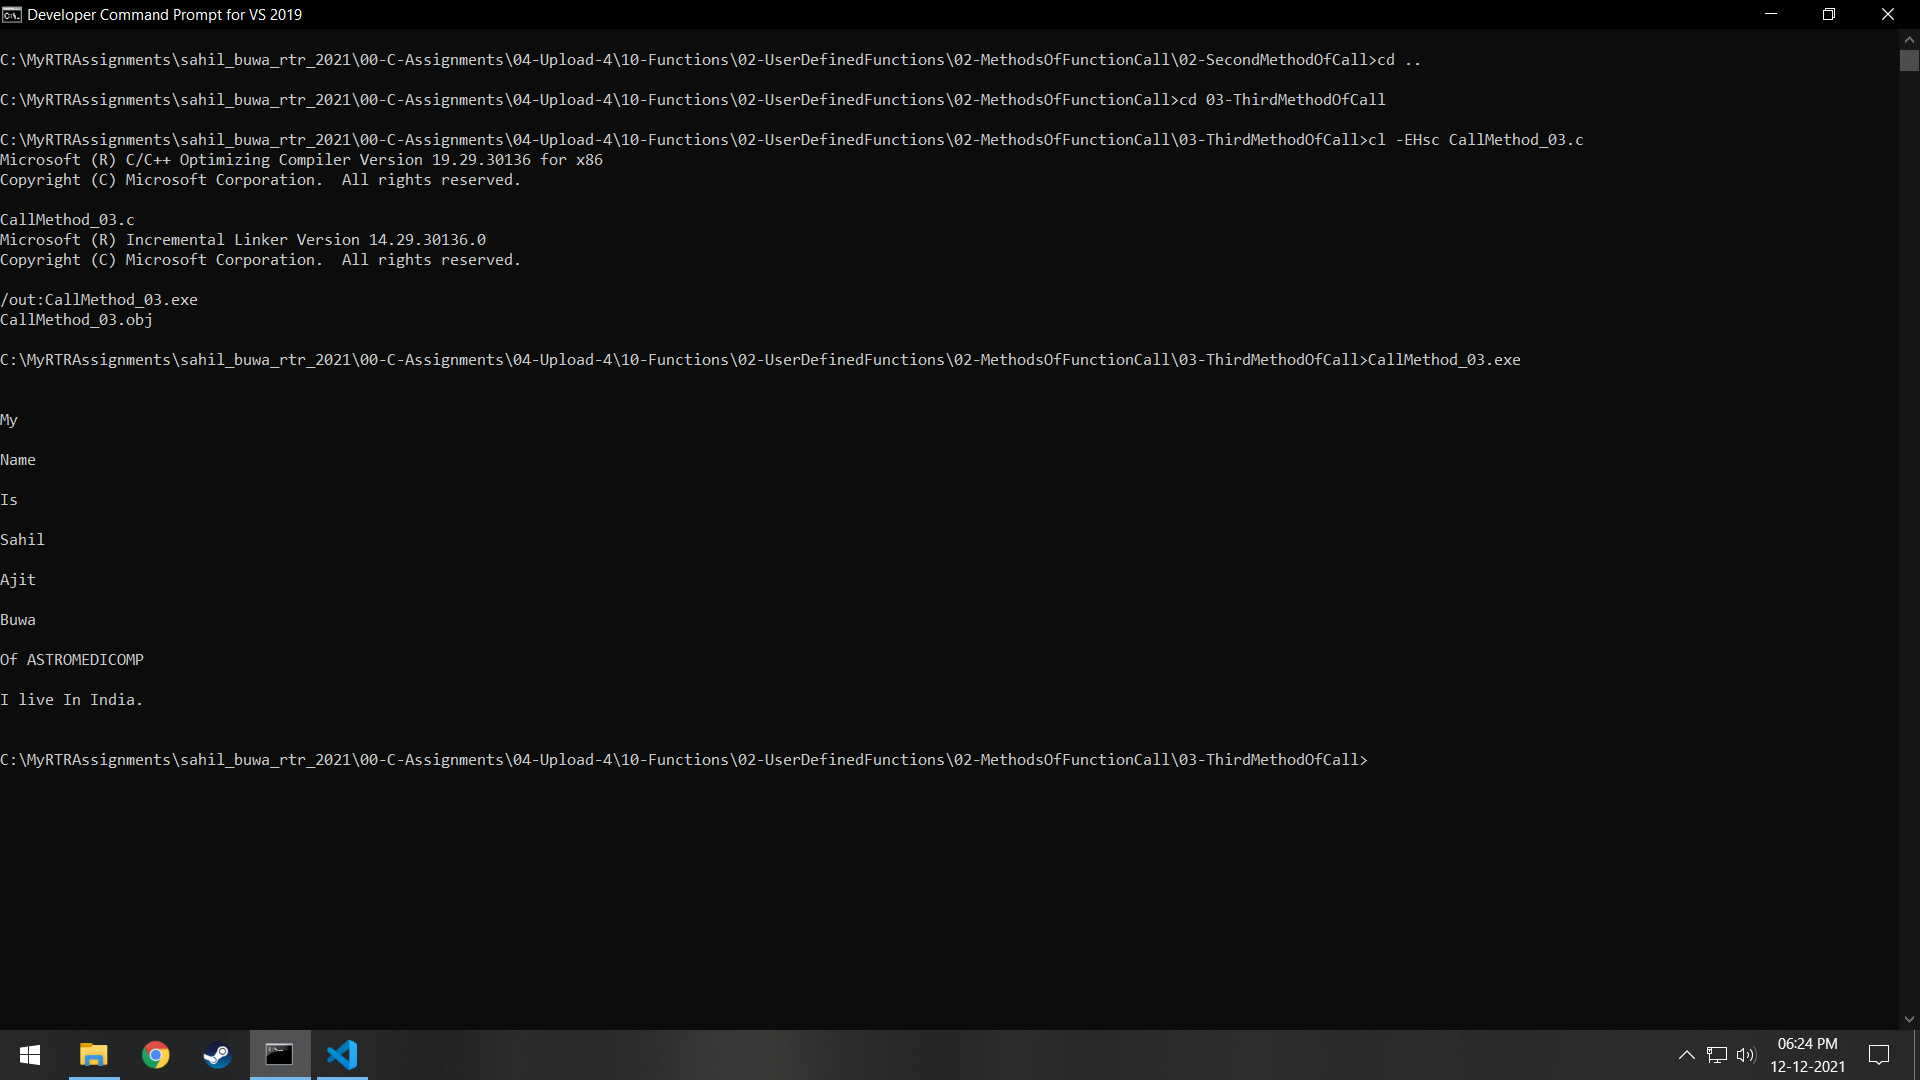 Developer Command Prompt for VS 2019
C:\MyRTRAssignments\sahil_buwa_rtr_2021\00-C-Assignments\04-Upload-4\10-Functions\02-UserDefinedFunctions\02-MethodsOfFunctionCall\02-SecondMethodOfCall>cd ..
C:\MyRTRAssignments\sahil_buwa_rtr_2021\00-C-Assignments\04-Upload-4\10-Functions\02-UserDefinedFunctions\02-MethodsOfFunctionCall>cd 03-ThirdMethodOfCall
C:\MyRTRAssignments\sahil_buwa_rtr_2021\00-C-Assignments\04-Upload-4\10-Functions\02-UserDefinedFunctions\02-MethodsOfFunctionCall\03-ThirdMethodOfCall>cl -EHsc CallMethod_03.c
Microsoft (R) C/C++ Optimizing Compiler Version 19.29.30136 for x86
Copyright (C) Microsoft Corporation.  All rights reserved.
CallMethod_03.c
Microsoft (R) Incremental Linker Version 14.29.30136.0
Copyright (C) Microsoft Corporation.  All rights reserved.
/out:CallMethod_03.exe
CallMethod_03.obj
C:\MyRTRAssignments\sahil_buwa_rtr_2021\00-C-Assignments\04-Upload-4\10-Functions\02-UserDefinedFunctions\02-MethodsOfFunctionCall\03-ThirdMethodOfCall>CallMethod_03.exe
My
Name
Is
Sahil
Ajit
Buwa
Of ASTROMEDICOMP
I live In India.
C:\MyRTRAssignments\sahil_buwa_rtr_2021\00-C-Assignments\04-Upload-4\10-Functions\02-UserDefinedFunctions\02-MethodsOfFunctionCall\03-ThirdMethodOfCall>
06:24 PM
12-12-2021